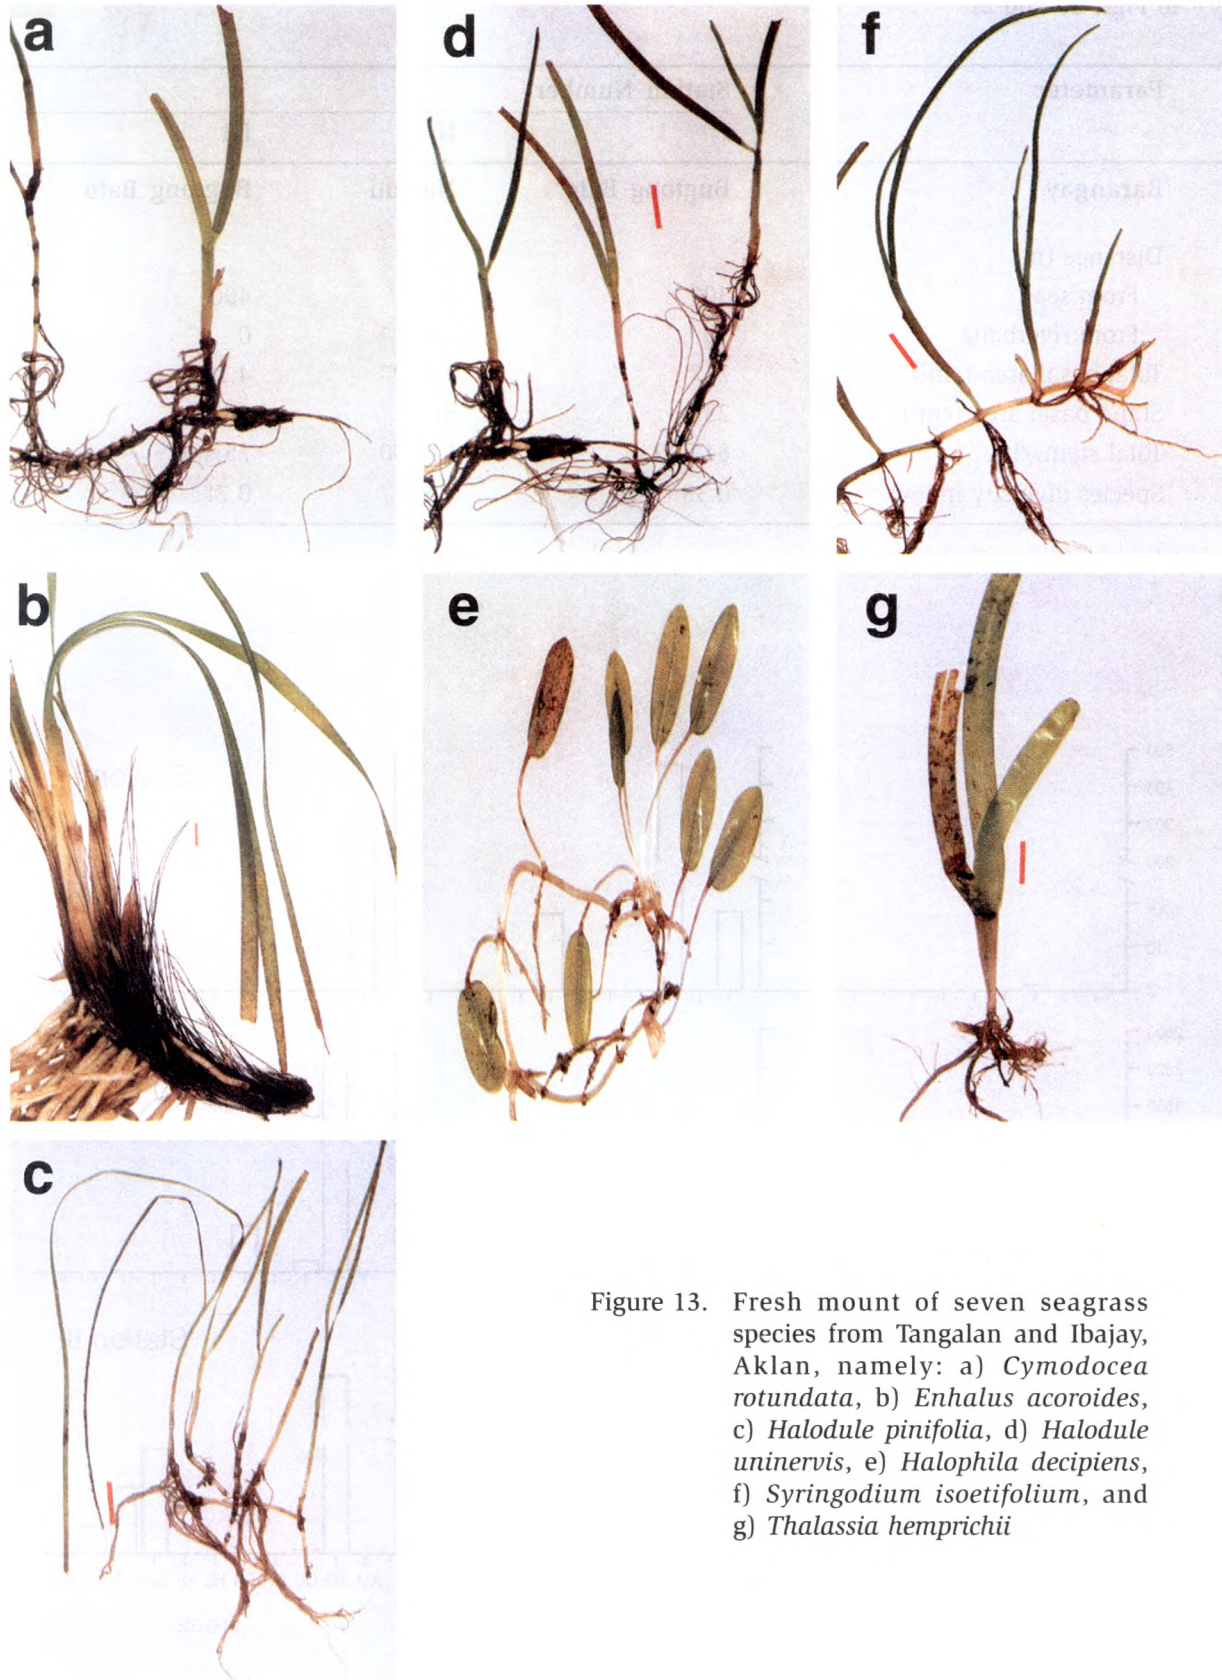 a
d
f
b
e
g
c
Figure 13. Fresh mount of seven seagrass
species from Tangalan and Ibajay,
Aklan, namely: a) Cymodocea
rotundata, b) Enhalus acoroides,
c) Halodule pinifolia, d) Halodule
uninervis, e) Halophila decipiens,
f) Syringodium isoetifolium, and
g) Thalassia hemprichii